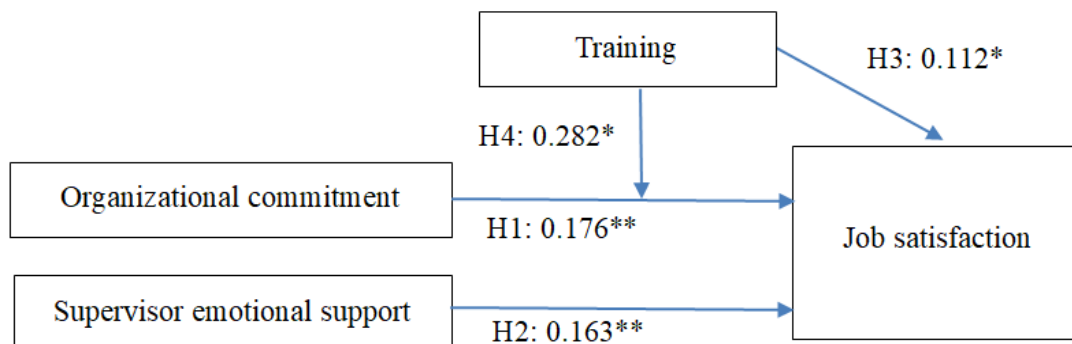 Training
H3: 0.112*
H4: 0.282*
Organizational commitment
H1: 0.176**
Job satisfaction
Supervisor emotional support
H2: 0.163**